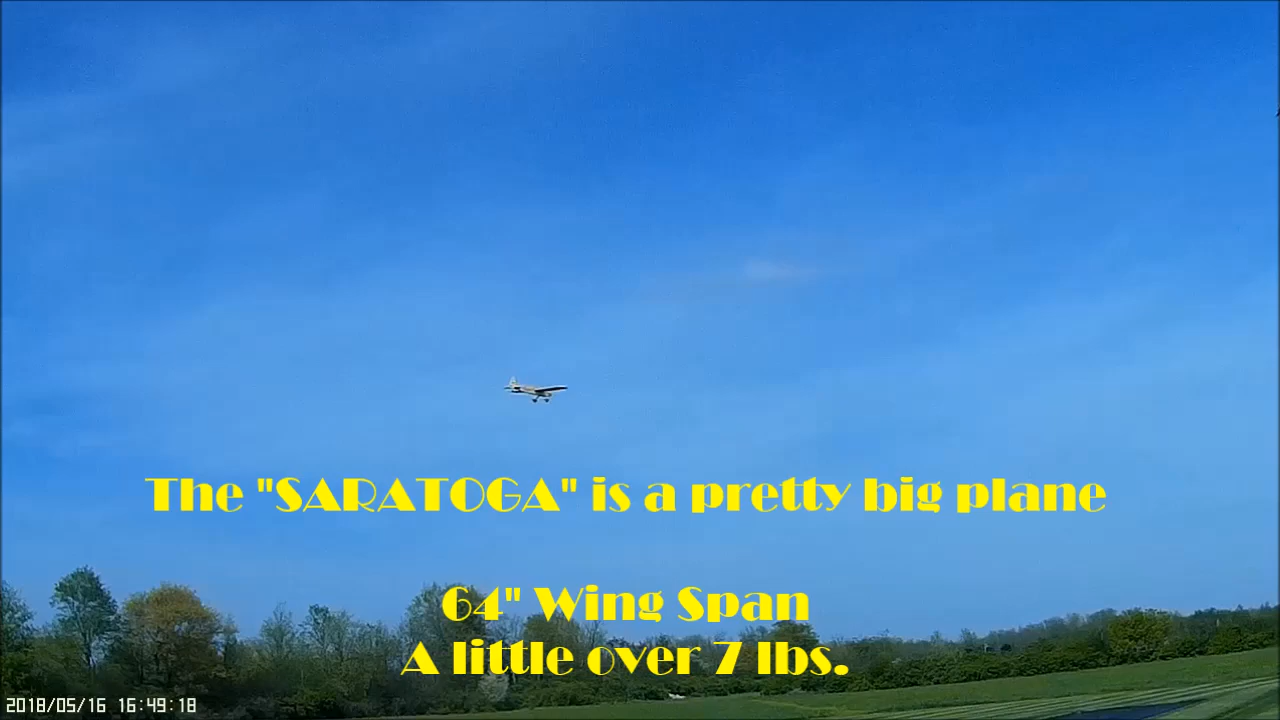 The "SARATOGA" is a pretty big plane
64" Wing Span
A little over 7 lbs.
2018/05/16 16:49:18